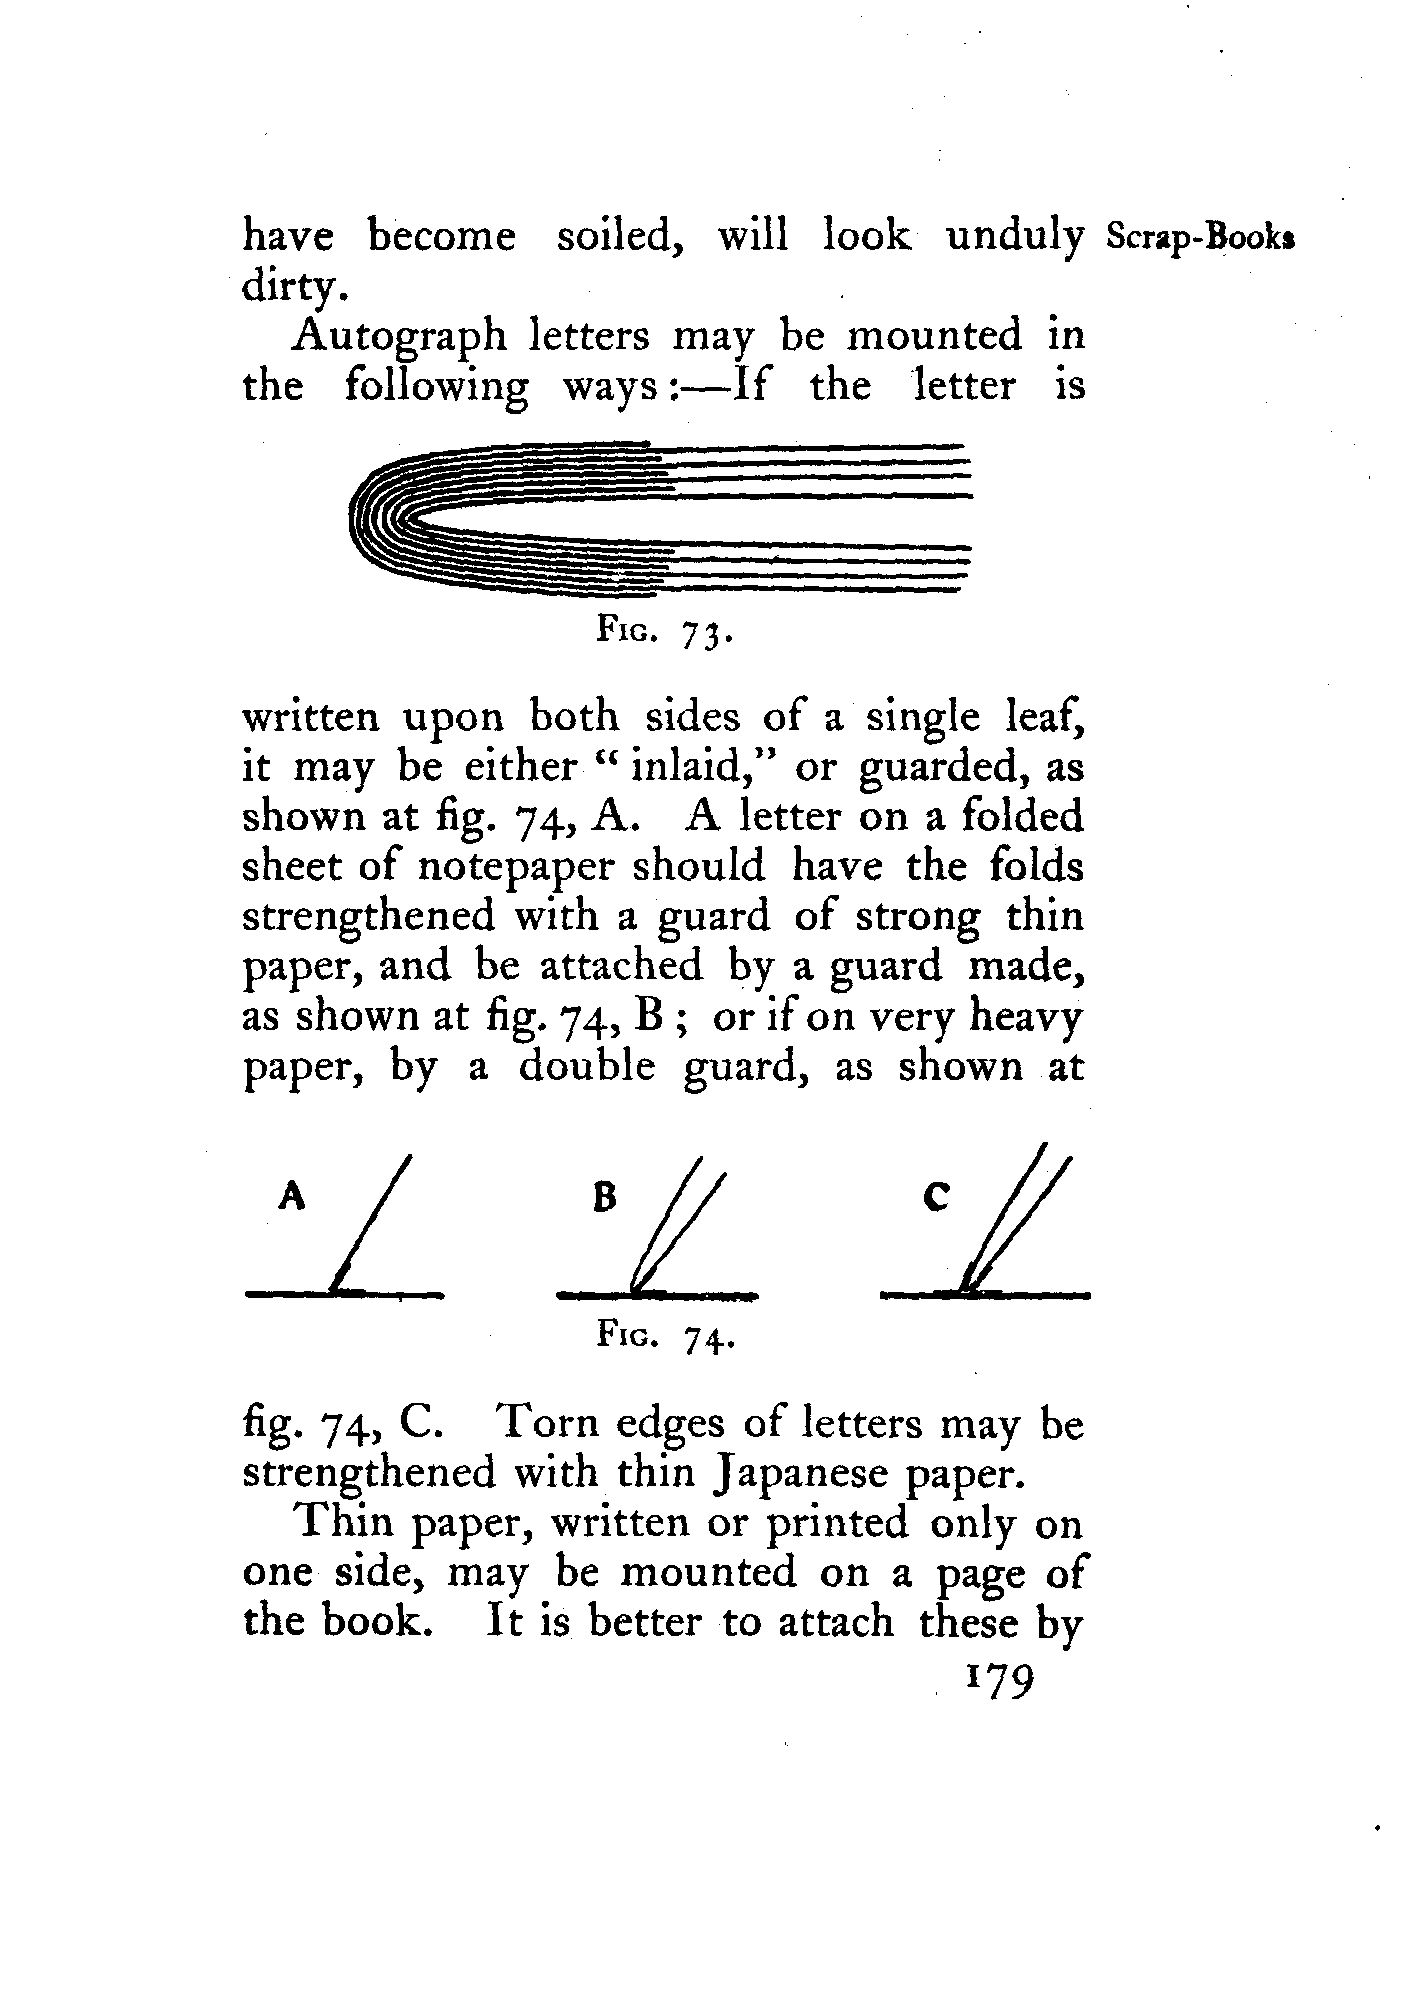 have become soiled, will look unduly Scrap-Books
dirty.
Autograph letters may be mounted in
the following ways :—If the letter is
Fig. 73.
written upon both sides of a single leaf,
it may be either “ inlaid,” or guarded, as
shown at fig. 74, A. A letter on a folded
sheet of notepaper should have the folds
strengthened with a guard of strong thin
paper, and be attached by a guard made,
as shown at fig. 74, B ; or if on very heavy
paper, by a double guard, as shown at
A B C
Fig. 74.
fig. 74, C. Torn edges of letters may be
strengthened with thin Japanese paper.
Thin paper, written or printed only on
one side, may be mounted on a page of
the book. It is better to attach these by
179